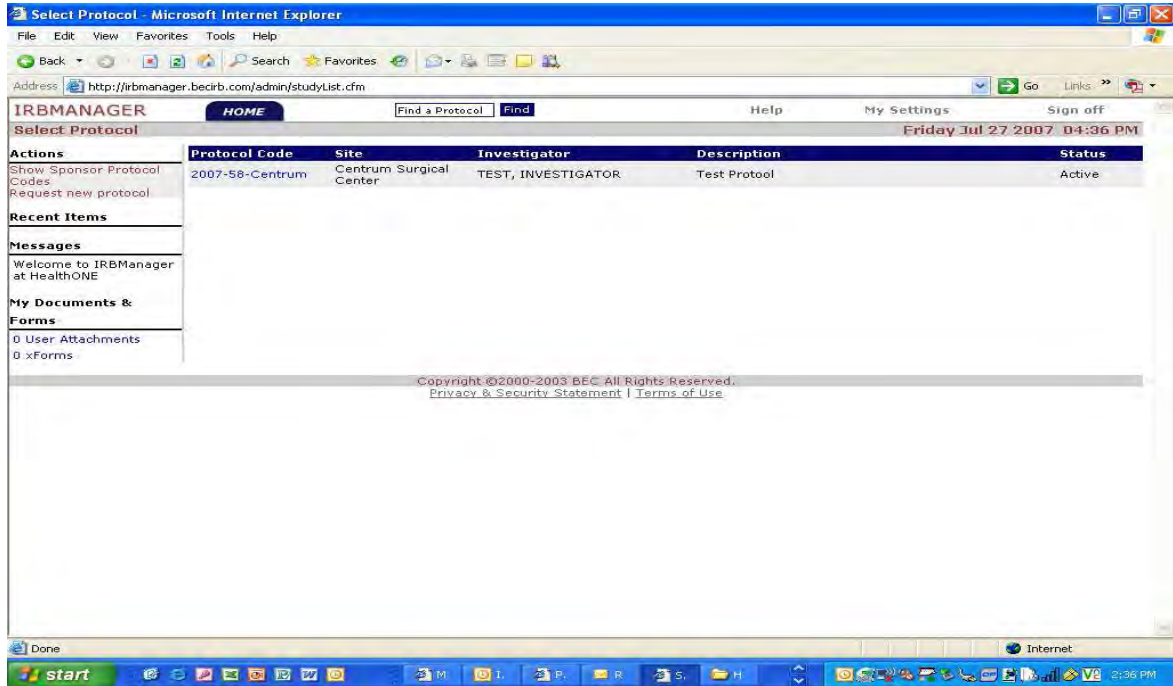 Select Protocol - Microsoft Internet Explorer
File Edit View Favorites Tools Help
Back Search Favorites
Address http://irbmanager.becirb.com/admin/studyList.cfm Go Links »
IRBMANAGER HOME Find a Protocol Find Help My Settings Sign off
Select Protocol Friday Jul 27 2007 04:36 PM
Actions
Show Sponsor Protocol
Codes
Request new protocol
Recent Items
Messages
Welcome to IRBManager
at HealthONE
My Documents &
Forms
0 User Attachments
0 xForms
Protocol Code Site Investigator Description Status
2007-58-Centrum Centrum Surgical Center TEST, INVESTIGATOR Test Protool Active
Copyright ©2000-2003 BEC All Rights Reserved.
Privacy & Security Statement | Terms of Use
Done Internet
start M I. P. R S. H 2:36 PM